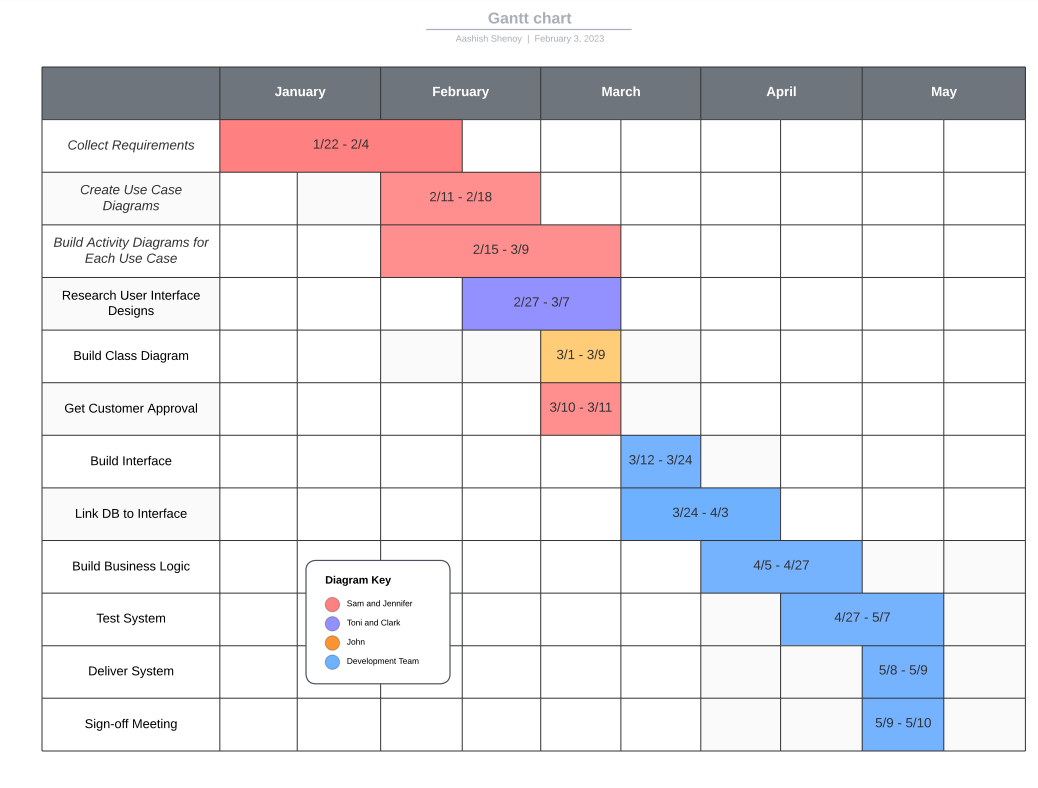 Gantt chart
Aashish Shenoy | February 3, 2023
January February March April May
Collect Requirements 1/22 - 2/4
Create Use Case
Diagrams
2/11 - 2/18
Build Activity Diagrams for
Each Use Case
2/15 - 3/9
Research User Interface
Designs
2/27 - 3/7
Build Class Diagram 3/1 - 3/9
Get Customer Approval 3/10 - 3/11
Build Interface 3/12 - 3/24
Link DB to Interface 3/24 - 4/3
Build Business Logic 4/5 - 4/27
Test System 4/27 - 5/7
Deliver System 5/8 - 5/9
Sign-off Meeting 5/9 - 5/10
Diagram Key
Sam and Jennifer
Toni and Clark
John
Development Team